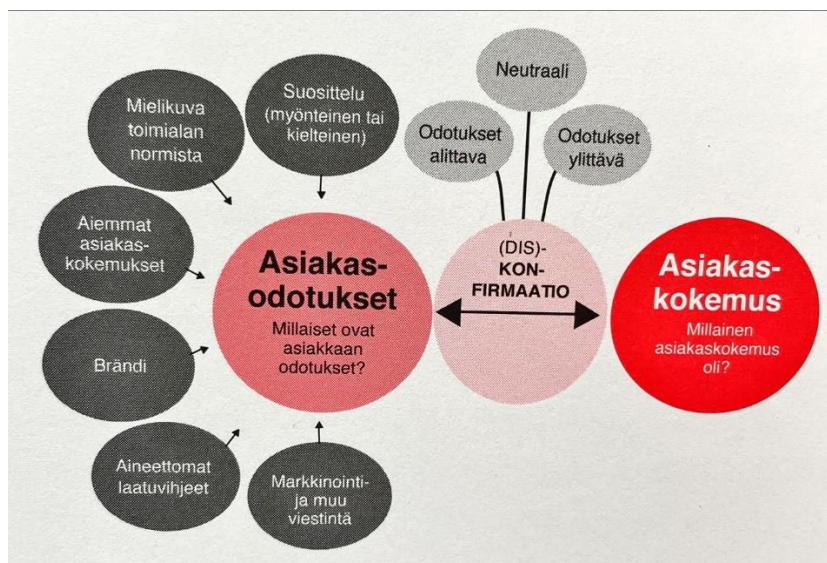 Mielikuva
toimialan
normista
Suosittelu
(myönteinen tai
kielteinen)
Neutraali
Odotukset
alittava
Odotukset
ylittävä
Aiemmat
asiakas-
kokemukset
Brändi
Aineettomat
laatuvihjeet
Markkinointi-
ja muu
viestintä
Asiakas-
odotukset
Millaiset ovat
asiakkaan
odotukset?
(DIS)-
KON-
FIRMAATIO
Asiakas-
kokemus
Millainen
asiakaskokemus
oli?